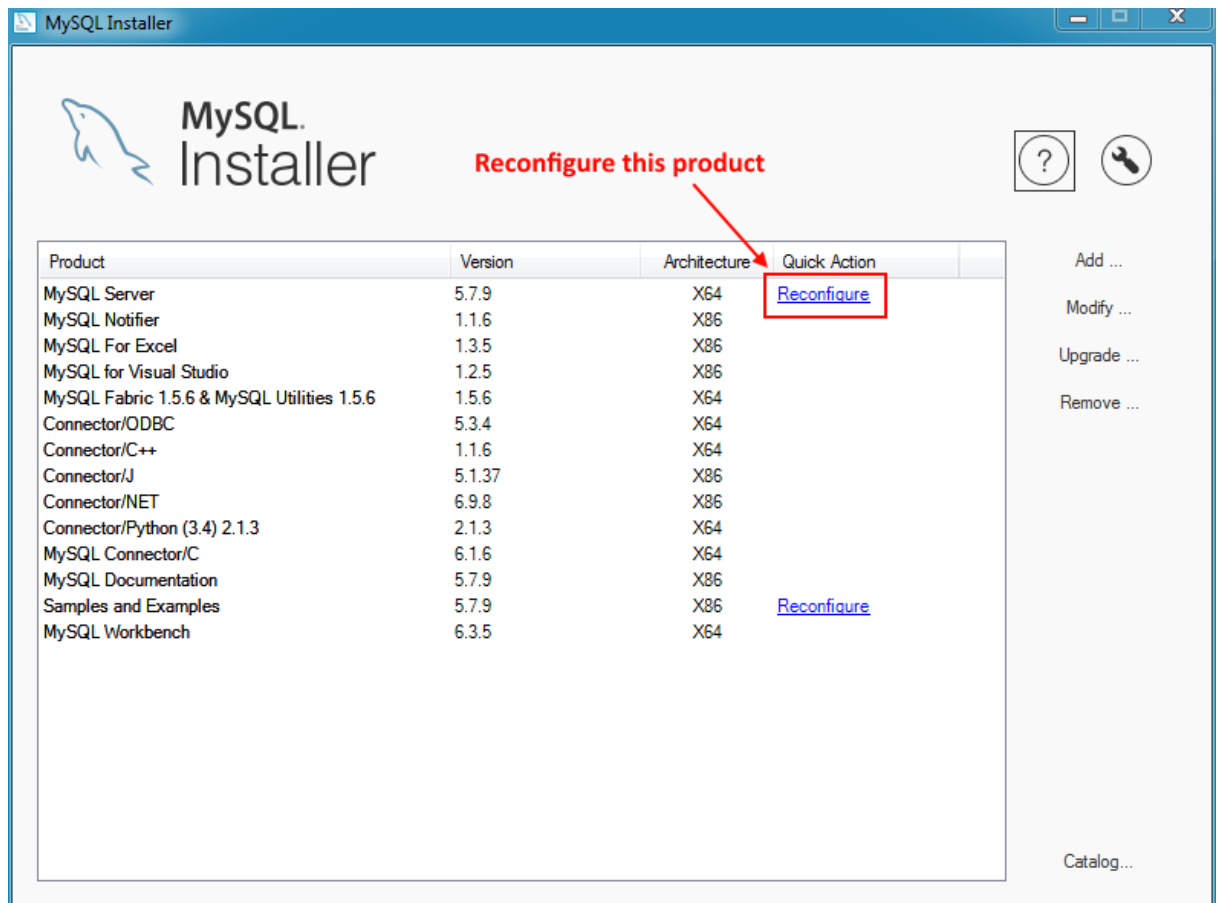 MySQL Installer
MySQL.
Installer
Reconfigure this product
?
Product Version Architecture Quick Action
MySQL Server 5.7.9 X64 Reconfigure
MySQL Notifier 1.1.6 X86
MySQL For Excel 1.3.5 X86
MySQL for Visual Studio 1.2.5 X86
MySQL Fabric 1.5.6 & MySQL Utilities 1.5.6 1.5.6 X64
Connector/ODBC 5.3.4 X64
Connector/C++ 1.1.6 X64
Connector/J 5.1.37 X86
Connector/NET 6.9.8 X86
Connector/Python (3.4) 2.1.3 2.1.3 X64
MySQL Connector/C 6.1.6 X64
MySQL Documentation 5.7.9 X86
Samples and Examples 5.7.9 X86 Reconfigure
MySQL Workbench 6.3.5 X64
Add ...
Modify ...
Upgrade ...
Remove ...
Catalog...